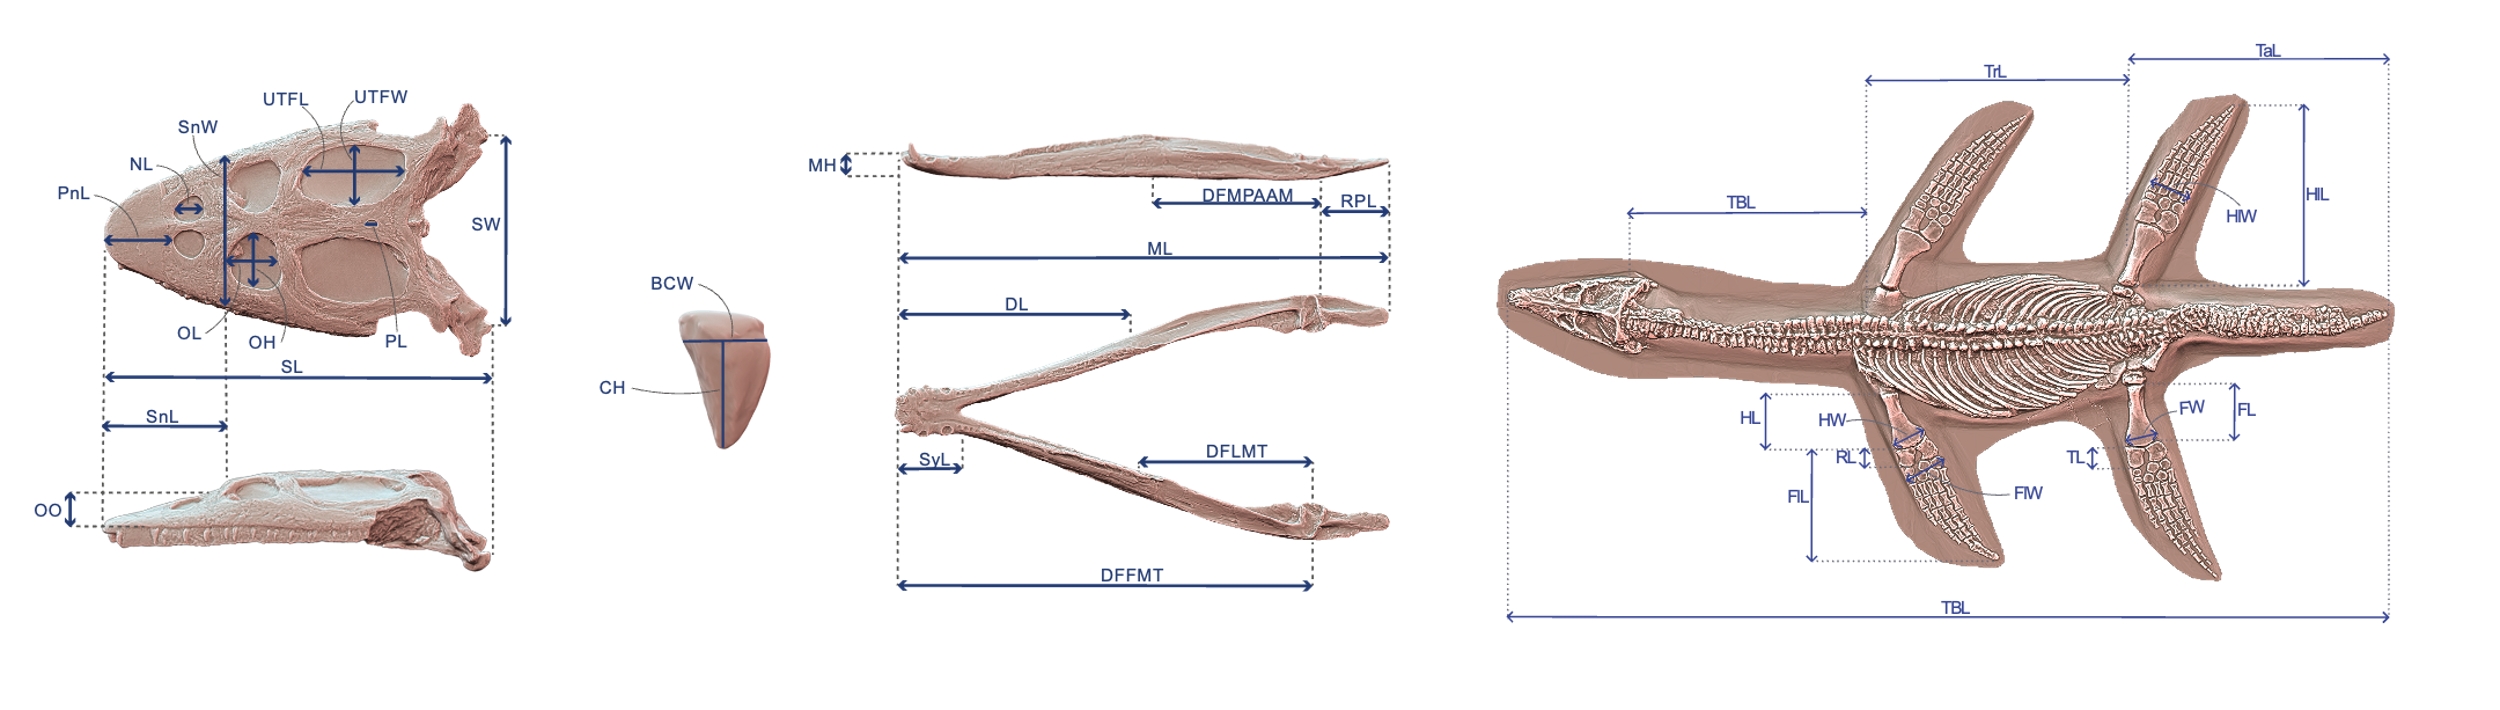 UTFL
UTFW
SnW
NL
PnL
SW
OL
OH
PL
SL
SnL
OO
BCW
CH
MH
DFMPAAM
RPL
ML
DL
SyL
DFLMT
DFFMT
TaL
TrL
TBL
HIL
HIW
HL
HW
RL
FIL
FIW
FW
FL
TL
TBL